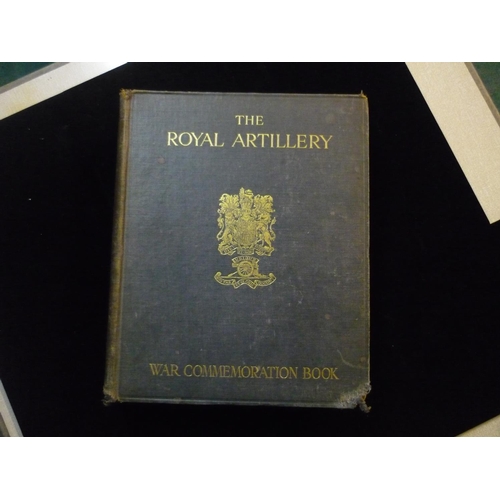 THE
ROYAL ARTILLERY
WAR COMMEMORATION BOOK